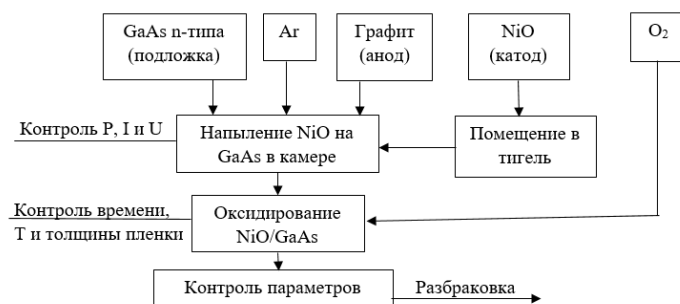 GaAs n-типа
(подложка)
Ar
Графит
(анод)
NiO
(катод)
O2
Контроль P, I и U
Напыление NiO на
GaAs в камере
Помещение в
тигель
Контроль времени,
T и толщины пленки
Оксидирование
NiO/GaAs
Контроль параметров
Разбраковка